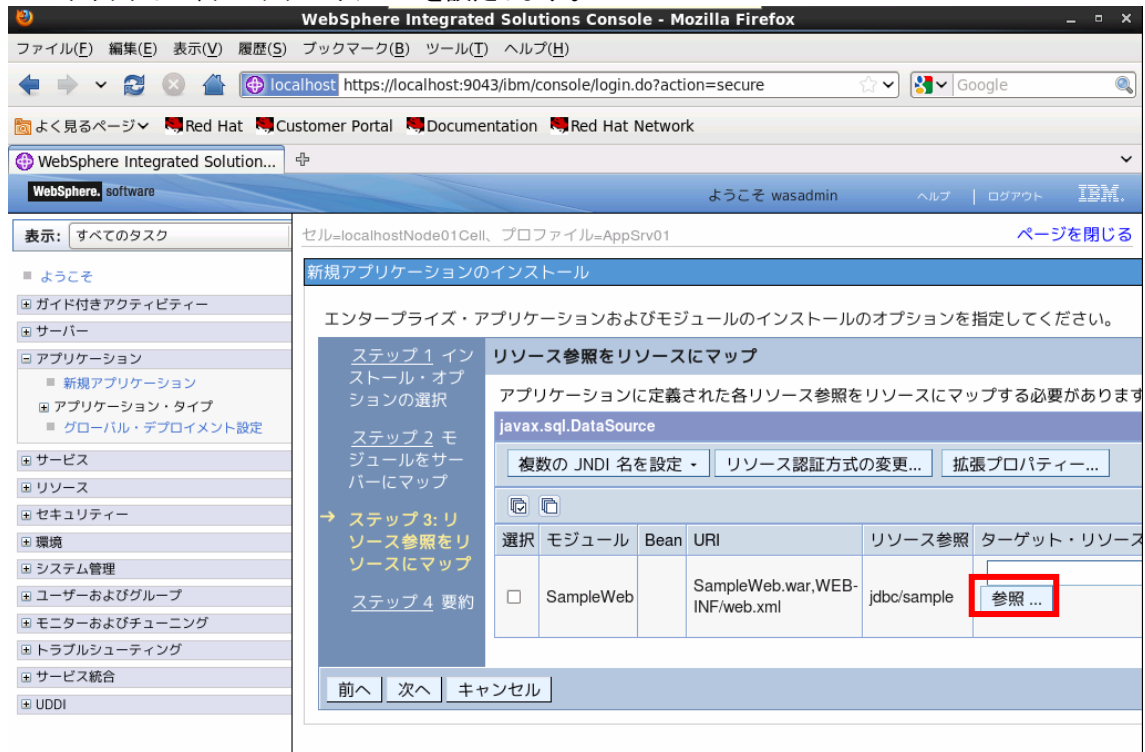 WebSphere Integrated Solutions Console - Mozilla Firefox
ファイル(F) 編集(E) 表示(V) 履歴(S) ブックマーク(B) ツール(T) ヘルプ(H)
localhost https://localhost:9043/ibm/console/login.do?action=secure
Google
よく見るページ Red Hat Customer Portal Documentation Red Hat Network
WebSphere Integrated Solution...
WebSphere. software ようこそ wasadmin ヘルプ | ログアウト IBM.
表示: すべてのタスク
ようこそ
ガイド付きアクティビティー
サーバー
アプリケーション
新規アプリケーション
アプリケーション・タイプ
グローバル・デプロイメント設定
サービス
リソース
セキュリティー
環境
システム管理
ユーザーおよびグループ
モニターおよびチューニング
トラブルシューティング
サービス統合
UDDI
セル=localhostNode01Cell、プロファイル=AppSrv01 ページを閉じる
新規アプリケーションのインストール
エンタープライズ・アプリケーションおよびモジュールのインストールのオプションを指定してください。
ステップ 1 イン
ストール・オプ
ションの選択
ステップ 2 モ
ジュールをサー
バーにマップ
→ ステップ 3: リ
ソース参照をリ
ソースにマップ
ステップ 4 要約
リソース参照をリソースにマップ
アプリケーションに定義された各リソース参照をリソースにマップする必要があります
javax.sql.DataSource
複数の JNDI 名を設定 リソース認証方式の変更... 拡張プロパティー...
選択 モジュール Bean URI リソース参照 ターゲット・リソース
SampleWeb
SampleWeb.war,WEB-
INF/web.xml
jdbc/sample
参照 ...
前へ 次へ キャンセル